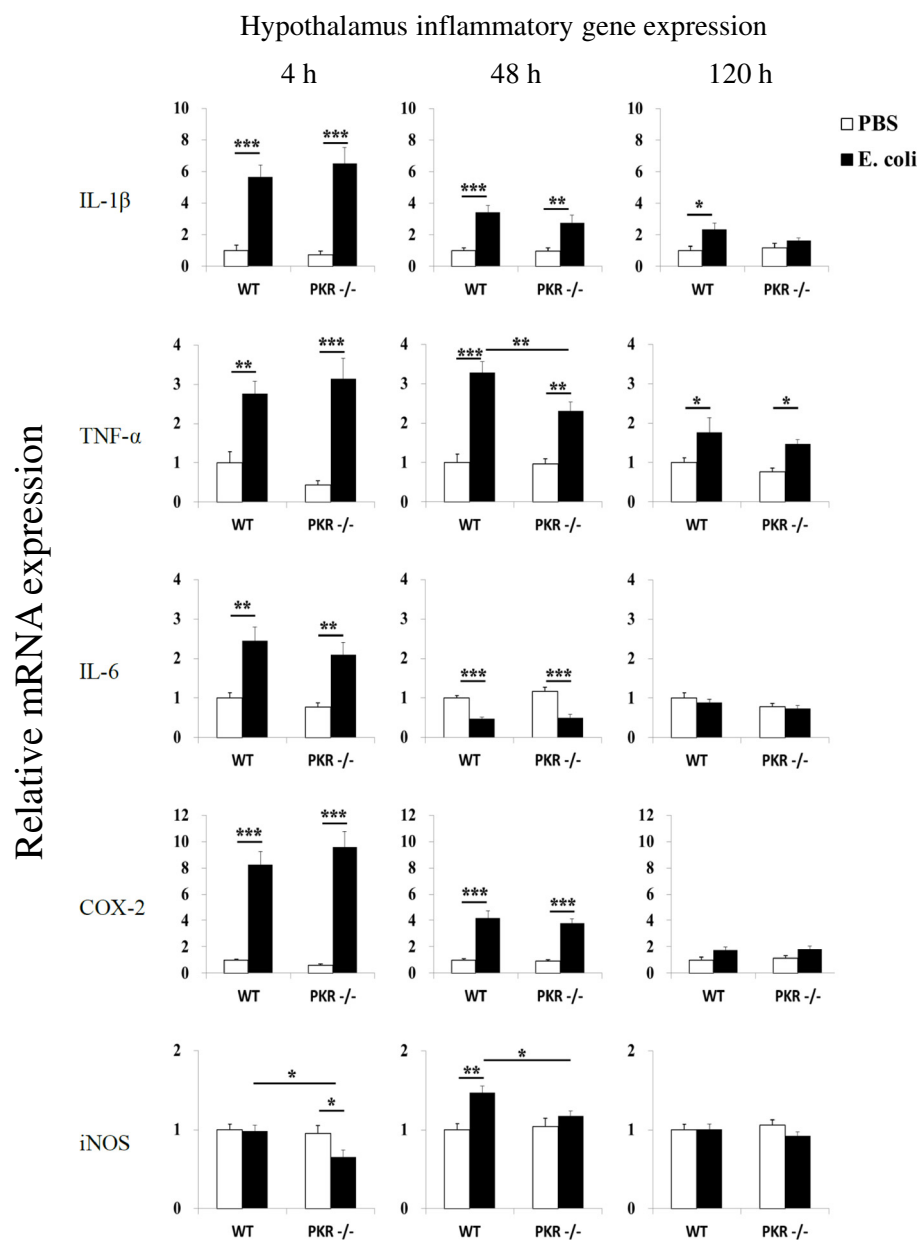 Hypothalamus inflammatory gene expression
4 h 48 h 120 h
PBS
E. coli
Relative mRNA expression
IL-1β
10 8 6 4 2 0
*** ***
WT PKR -/-
10 8 6 4 2 0
*** **
WT PKR -/-
10 8 6 4 2 0
*
WT PKR -/-
TNF-α
4 3 2 1 0
** ***
WT PKR -/-
4 3 2 1 0
*** ** **
WT PKR -/-
4 3 2 1 0
* *
WT PKR -/-
IL-6
4 3 2 1 0
** **
WT PKR -/-
4 3 2 1 0
*** ***
WT PKR -/-
4 3 2 1 0
WT PKR -/-
COX-2
12 10 8 6 4 2 0
*** ***
WT PKR -/-
12 10 8 6 4 2 0
*** ***
WT PKR -/-
12 10 8 6 4 2 0
WT PKR -/-
iNOS
2 1 0
* *
WT PKR -/-
2 1 0
** *
WT PKR -/-
2 1 0
WT PKR -/-